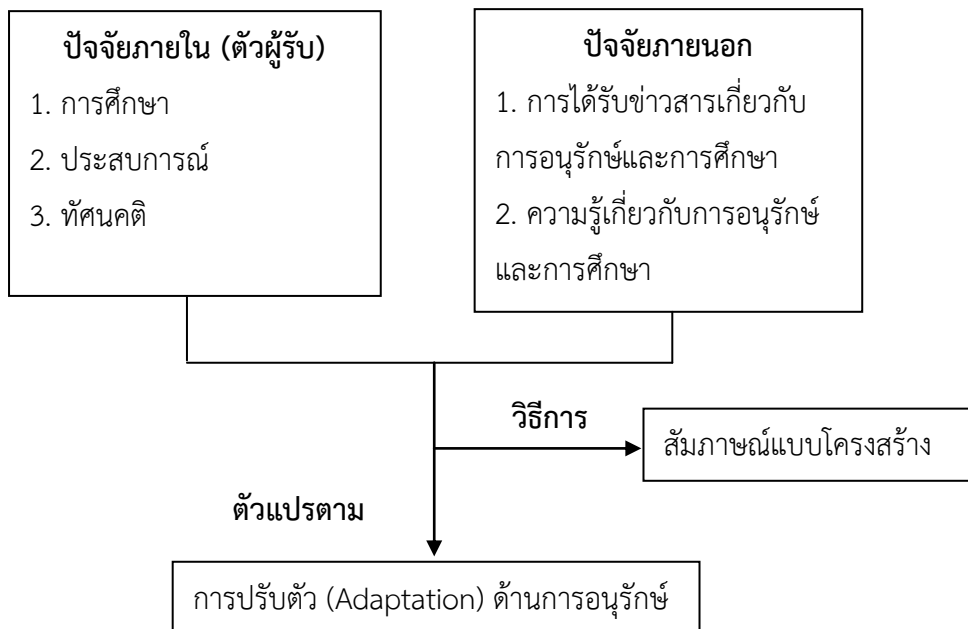 ปัจจัยภายใน (ตัวผู้รับ)
1. การศึกษา
2. ประสบการณ์
3. ทัศนคติ
ปัจจัยภายนอก
1. การได้รับข่าวสารเกี่ยวกับ
การอนุรักษ์และการศึกษา
2. ความรู้เกี่ยวกับการอนุรักษ์
และการศึกษา
วิธีการ
สัมภาษณ์แบบโครงสร้าง
ตัวแปรตาม
การปรับตัว (Adaptation) ด้านการอนุรักษ์